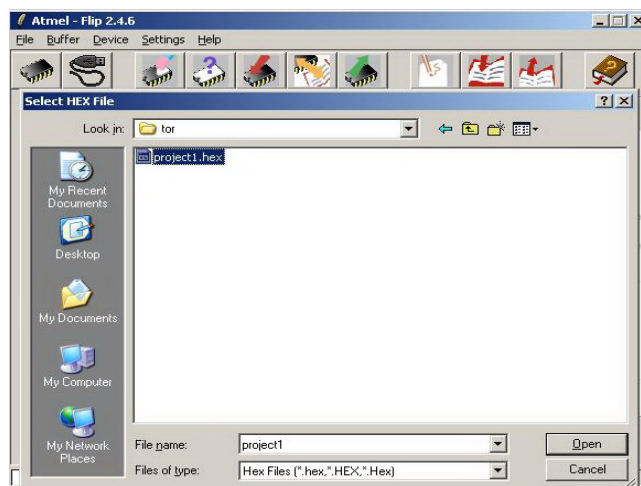 Atmel - Flip 2.4.6
File Buffer Device Settings Help
Select HEX File
Look in: tor
project1.hex
My Recent
Documents
Desktop
My Documents
My Computer
My Network
Places
File name: project1 Open
Files of type: Hex Files (*.hex,*.HEX,*.Hex) Cancel